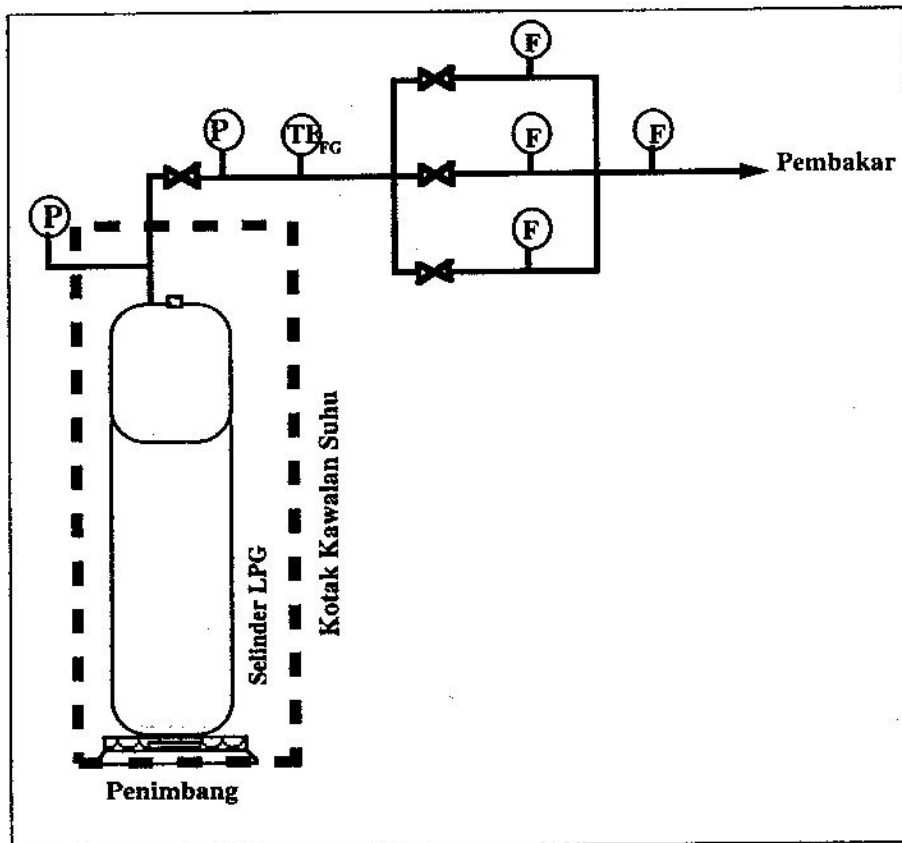 F
P
TP
FG
F
F
Pembakar
P
F
Selinder LPG
Kotak Kawalan Suhu
Penimbang